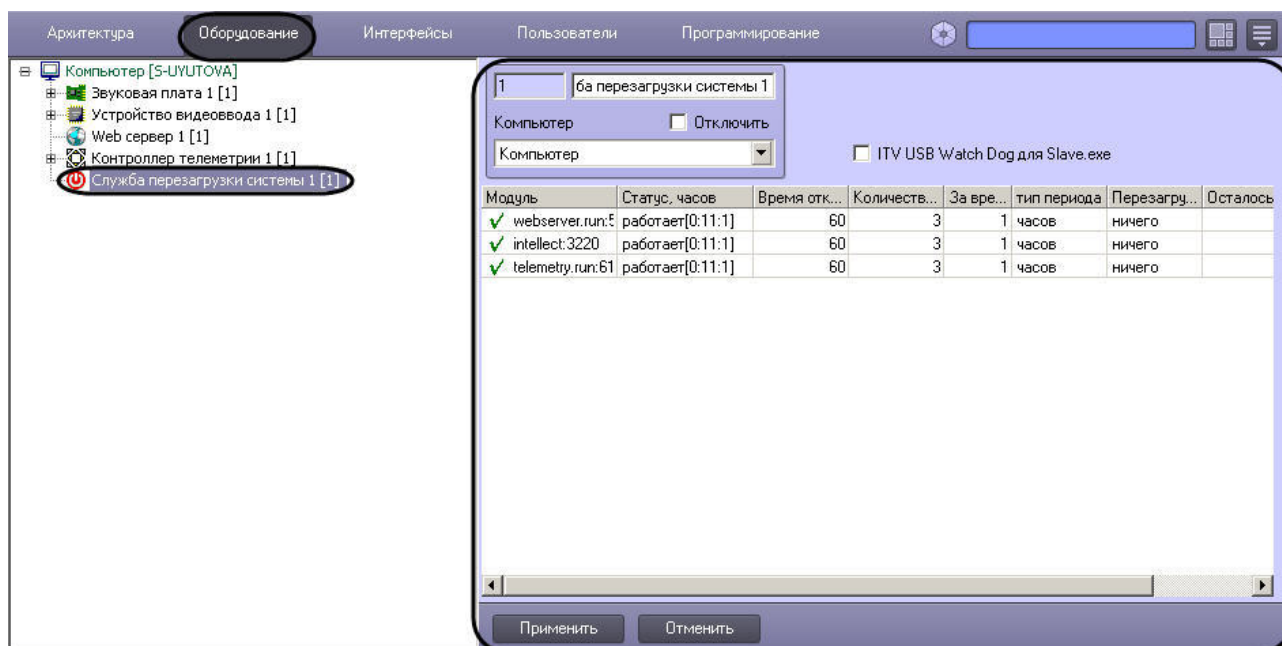 Архитектура Оборудование Интерфейсы Пользователи Программирование
Компьютер [S-UYUTOVA]
Звуковая плата 1 [1]
Устройство видеоввода 1 [1]
Web сервер 1 [1]
Контроллер телеметрии 1 [1]
Служба перезагрузки системы 1 [1]
1 ба перезагрузки системы 1
Компьютер Отключить
Компьютер
ITV USB Watch Dog для Slave.exe
Модуль Статус, часов Время отк... Количеств... За вре... тип периода Перезагру... Осталось
webserver.run:5 работает[0:11:1] 60 3 1 часов ничего
intellect:3220 работает[0:11:1] 60 3 1 часов ничего
telemetry.run:61 работает[0:11:1] 60 3 1 часов ничего
Применить Отменить